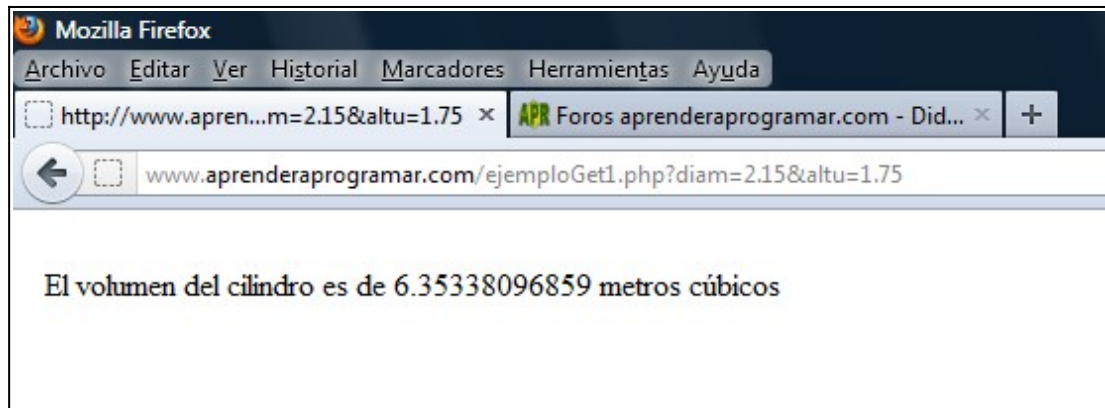 Mozilla Firefox
Archivo Editar Ver Historial Marcadores Herramientas Ayuda
http://www.apren...m=2.15&altu=1.75 × APR Foros aprenderaprogramar.com - Did... × +
www.aprenderaprogramar.com/ejemploGet1.php?diam=2.15&altu=1.75
El volumen del cilindro es de 6.35338096859 metros cúbicos